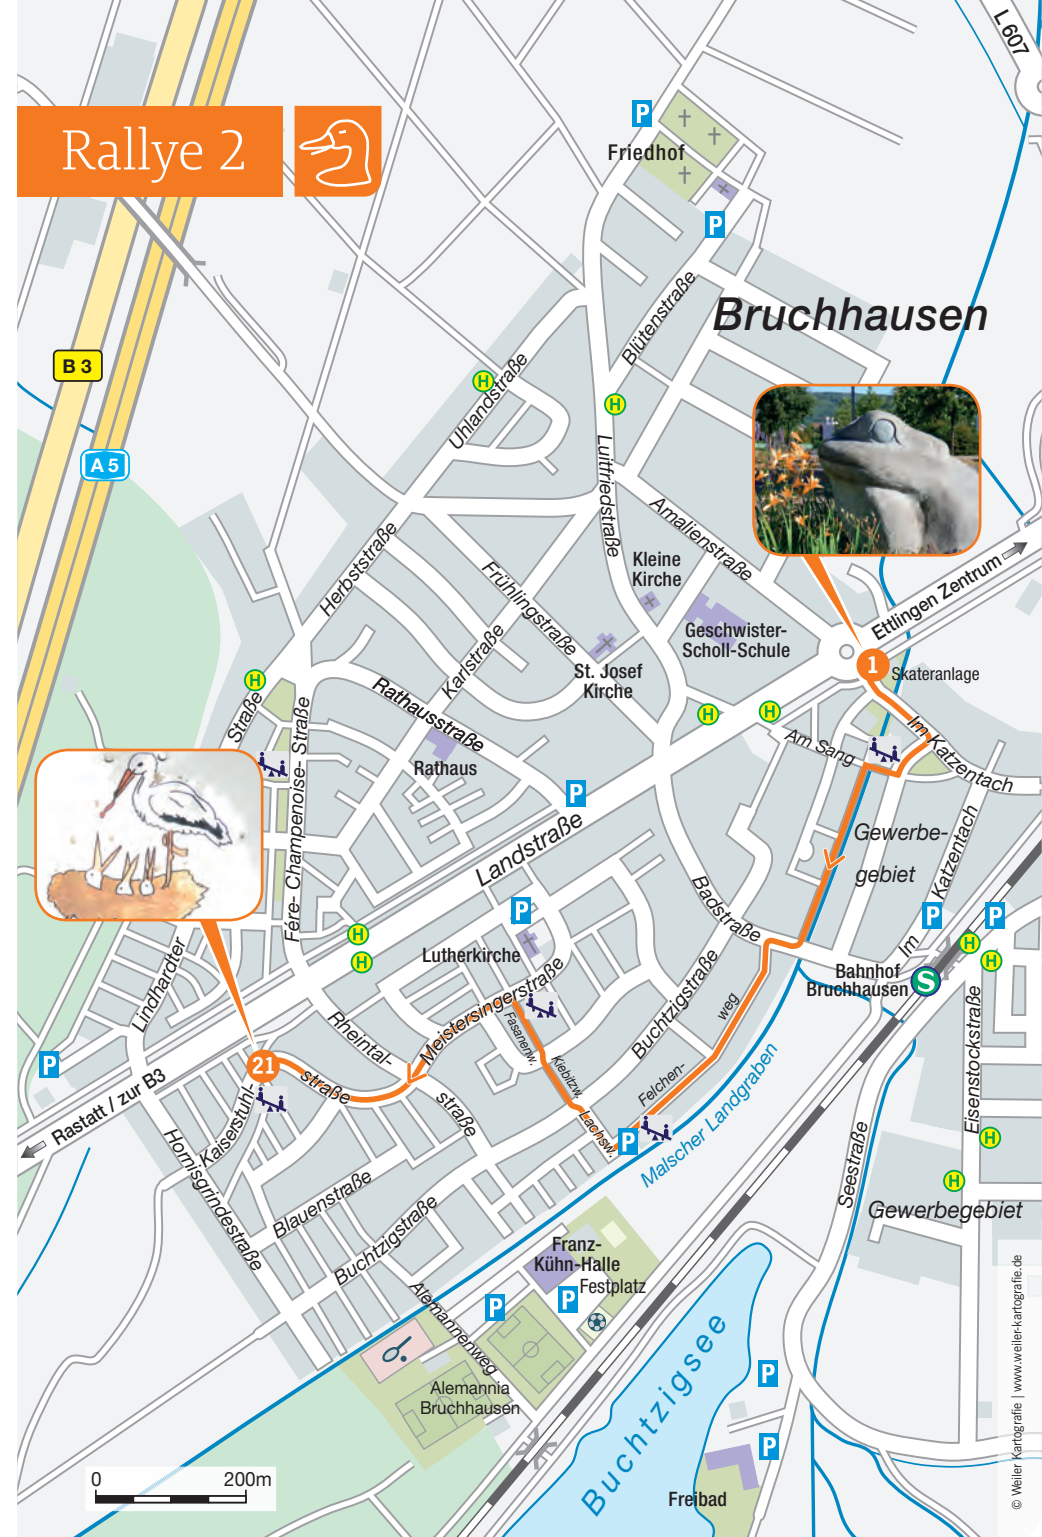 L 607
Rallye 2
P
Friedhof
P
Bruchhausen
B 3
H
Uhlandstraße
Blütenstraße
H
A 5
Luitfriedstraße
Amalienstraße
Herbststraße
Frühlingstraße
Kleine
Kirche
Ettlingen Zentrum
Karlstraße
Geschwister-
Scholl-Schule
1
Skateranlage
St. Josef
Kirche
H
Straße
Rathausstraße
H
H
Im Katzentach
Am Sang
Rathaus
Fére- Champenoise- Straße
P
Landstraße
Gewerbe-
gebiet
Im Katzentach
Badstraße
P
P
P
H
H
H
H
Lutherkirche
Bahnhof
Bruchhausen
S
Lindhardter
Meistersingerstraße
Buchtzigstraße
weg
Rheintal-
straße
Fasanenw.
Kiebitzw.
Lachsw.
Felchen-
Malscher Landgraben
Eisenstockstraße
P
21
straße
Rastatt / zur B3
Kaiserstuhl-
Hornisgrindestraße
P
H
Seestraße
H
Gewerbegebiet
Blauenstraße
Buchtzigstraße
Franz-
Kühn-Halle
Festplatz
P
P
Alemannenweg
Alemannia
Bruchhausen
Buchtzigsee
P
P
Freibad
0 200m
© Weiler Kartografie | www.weiler-kartografie.de